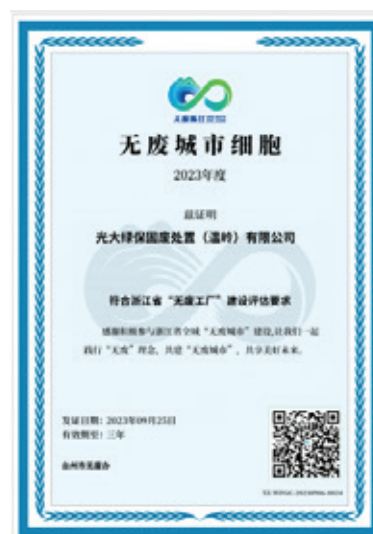 无废城市细胞
2023年度
兹证明
光大绿保固废处置（温岭）有限公司
符合浙江省“无废工厂”建设评估要求
感谢积极参与浙江省全域“无废城市”建设,让我们一起
践行“无废”理念，共建“无废城市”，共享美好未来。
发证日期：2023年09月25日
有效期至：三年
台州市无废办